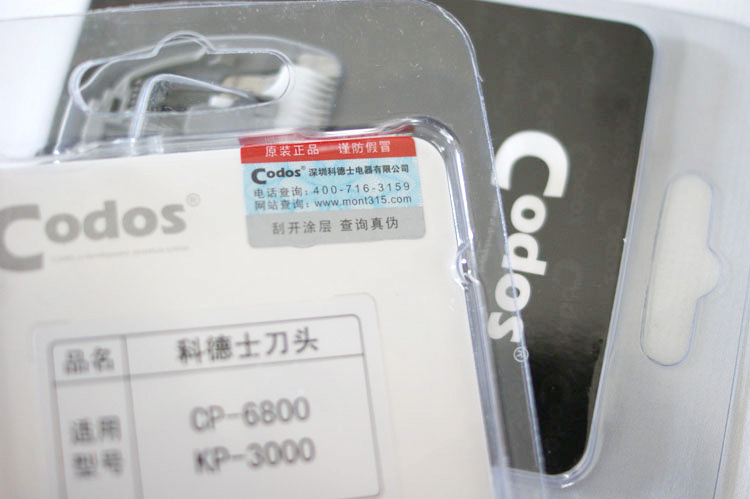 原装正品 谨防假冒
Codos® 深圳科德士电器有限公司
电话查询：400-716-3159
网站查询：www.mont315.com
刮开涂层 查询真伪
Codos®
品名 科德士刀头
适用型号 CP-6800
KP-3000
Codos®